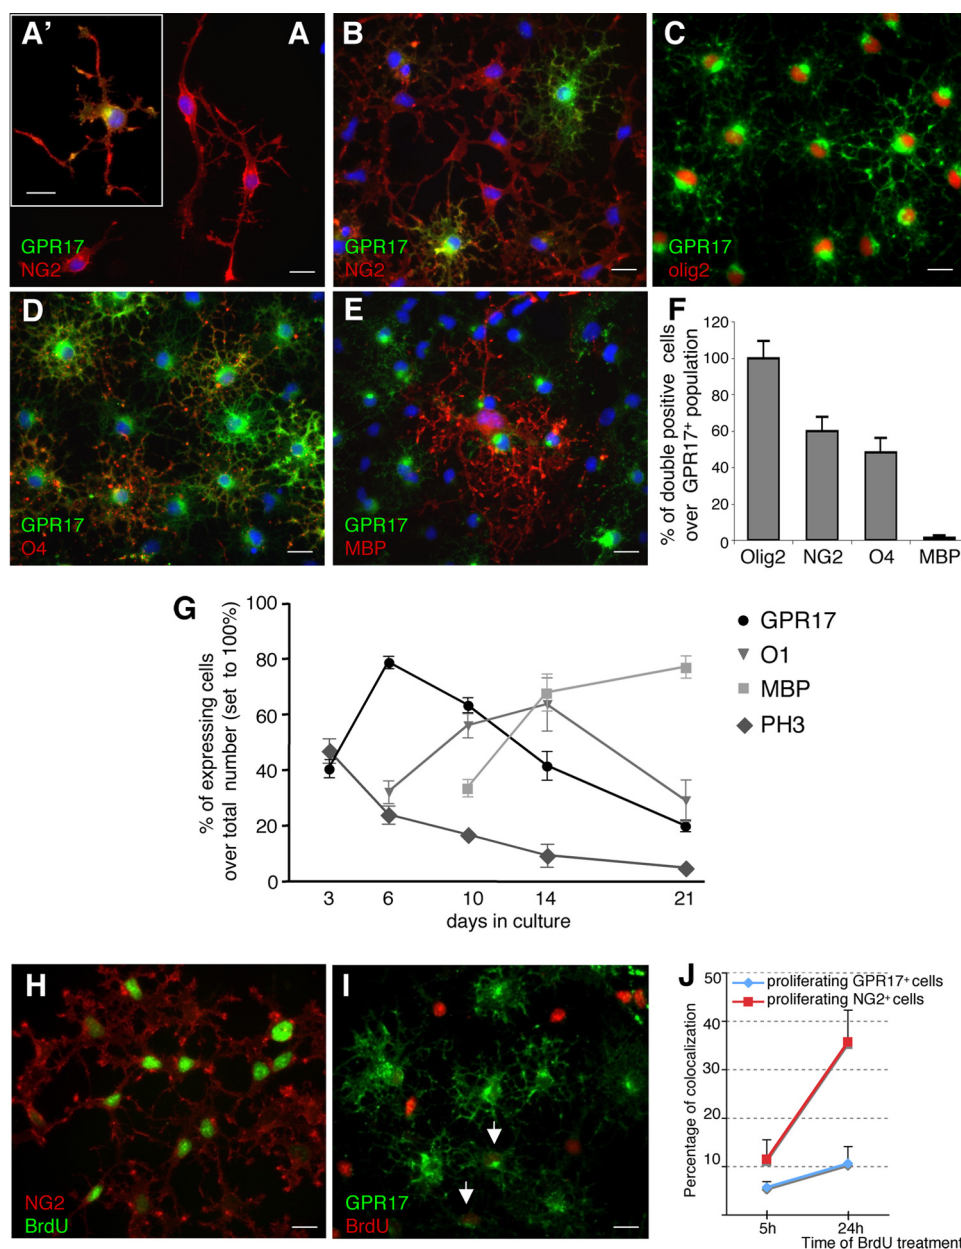 A'
A
GPR17
NG2
B
GPR17
NG2
C
GPR17
olig2
D
GPR17
O4
E
GPR17
MBP
F
% of double positive cells
over GPR17+ population
120
100
80
60
40
20
0
Olig2 NG2 O4 MBP
G
% of expressing cells
over total number (set to 100%)
100
80
60
40
20
0
3 6 10 14 21
days in culture
GPR17
O1
MBP
PH3
H
NG2
BrdU
I
GPR17
BrdU
J
Percentage of colocalization
50
40
30
20
10
proliferating GPR17+ cells
proliferating NG2+ cells
5h 24h
Time of BrdU treatment